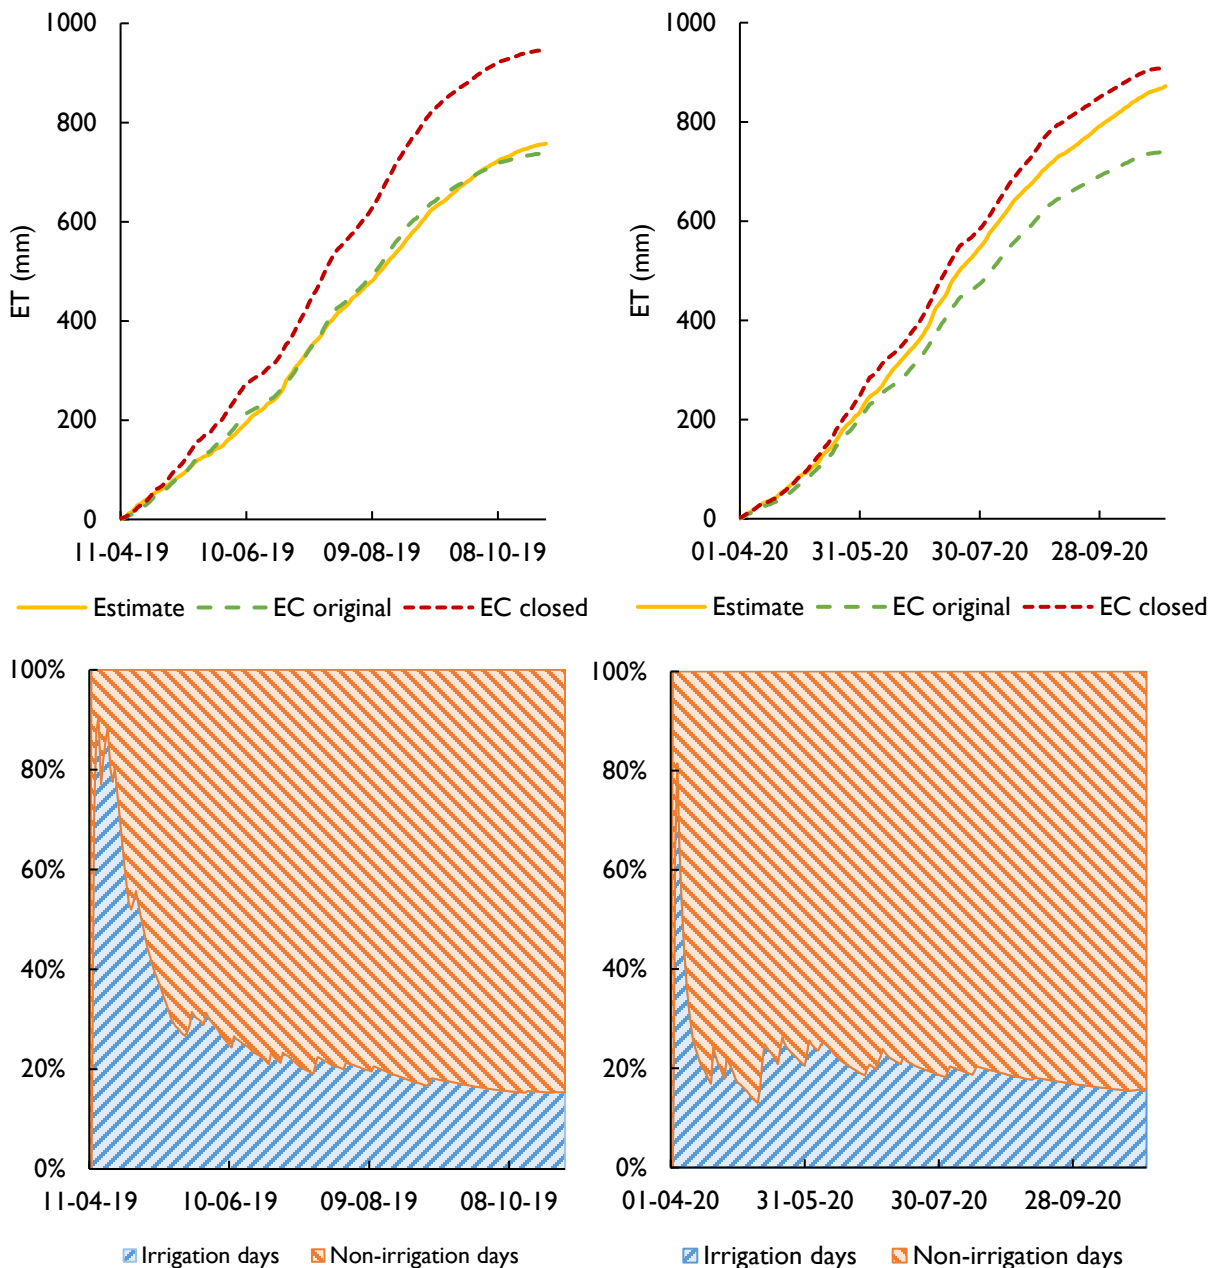 1000
800
600
400
200
0
ET (mm)
11-04-19 10-06-19 09-08-19 08-10-19
Estimate EC original EC closed
1000
800
600
400
200
0
ET (mm)
01-04-20 31-05-20 30-07-20 28-09-20
Estimate EC original EC closed
100%
80%
60%
40%
20%
0%
11-04-19 10-06-19 09-08-19 08-10-19
Irrigation days Non-irrigation days
100%
80%
60%
40%
20%
0%
01-04-20 31-05-20 30-07-20 28-09-20
Irrigation days Non-irrigation days